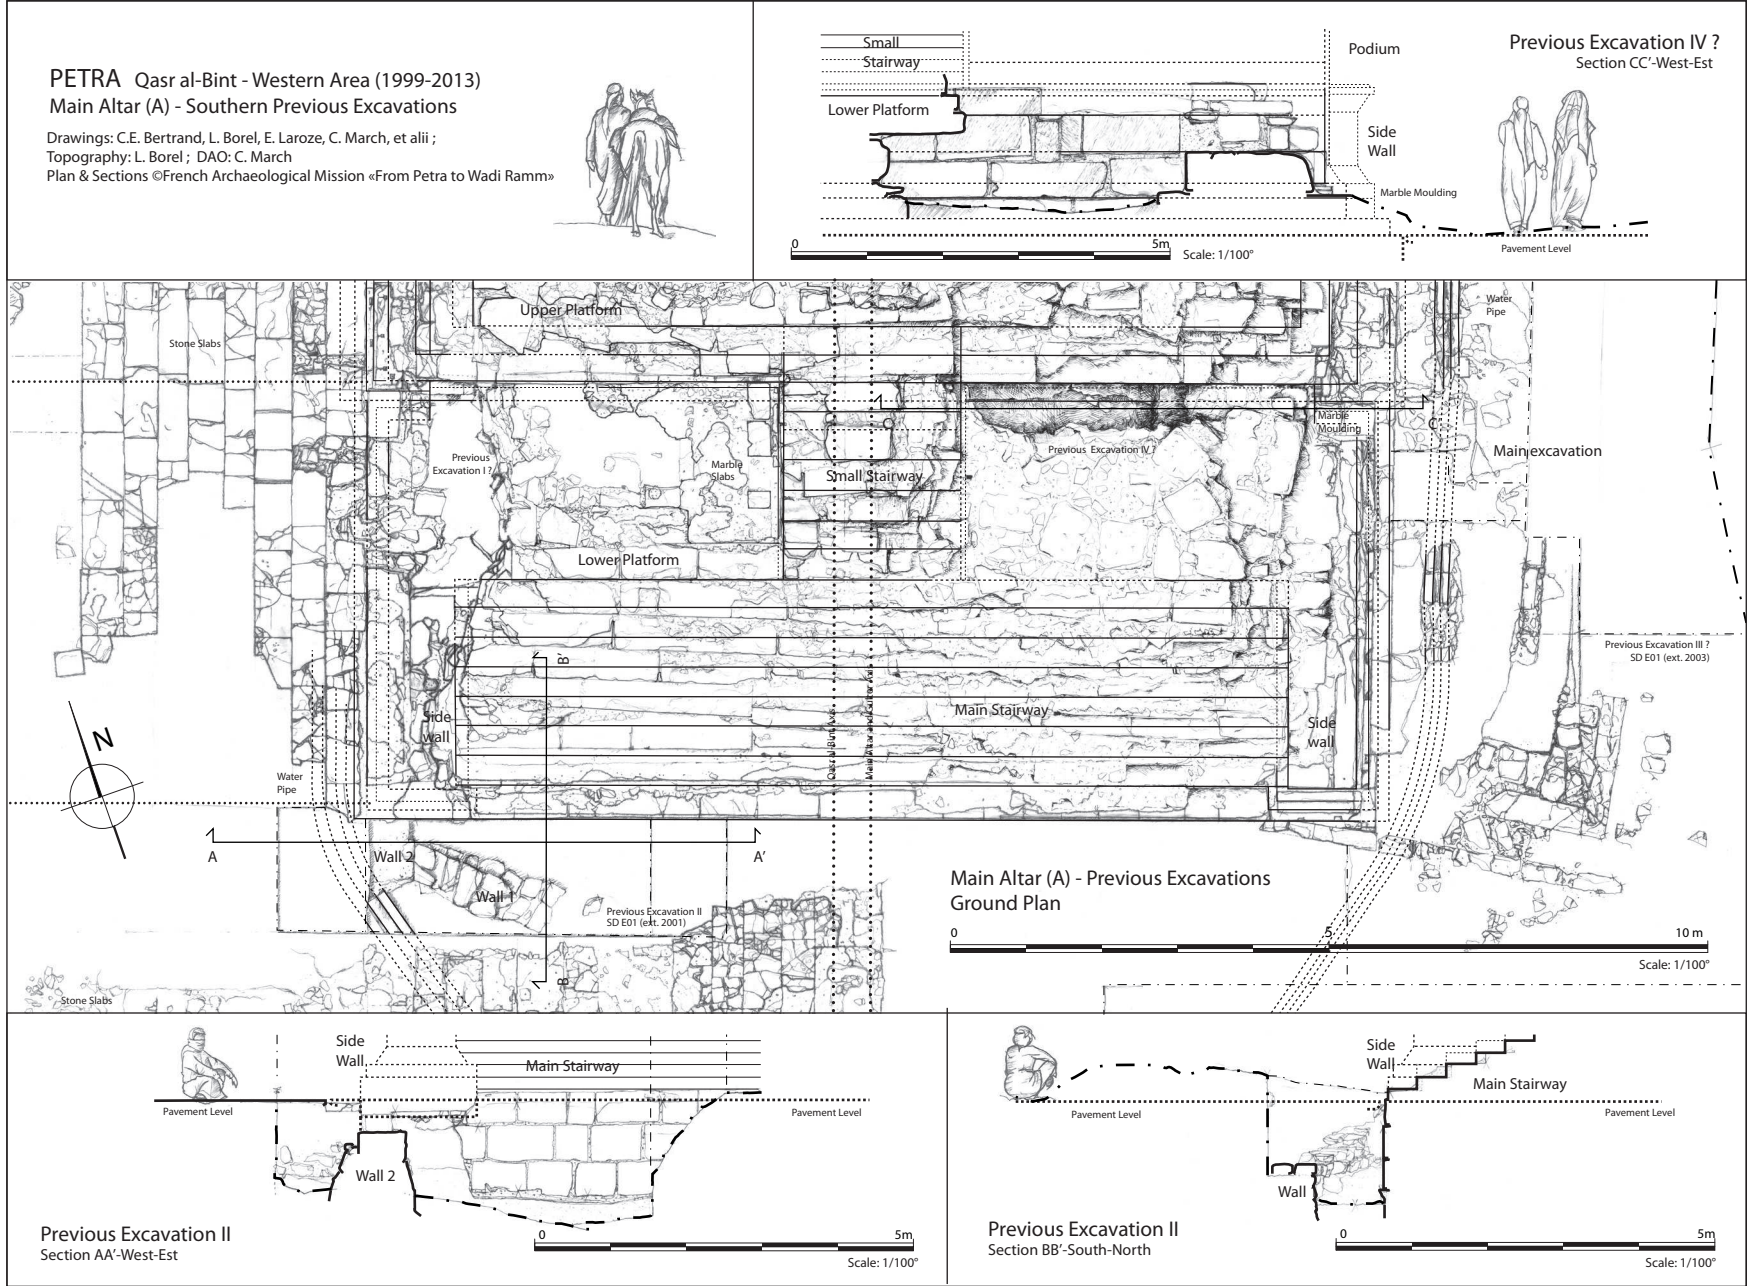 PETRA Qasr al-Bint - Western Area (1999-2013)
Main Altar (A) - Southern Previous Excavations
Drawings: C.E. Bertrand, L. Borel, E. Laroze, C. March, et alii ;
Topography: L. Borel ; DAO: C. March
Plan & Sections ©French Archaeological Mission «From Petra to Wadi Ramm»
Small
Stairway
Lower Platform
Podium
Side
Wall
Marble Moulding
Previous Excavation IV ?
Section CC'-West-Est
Pavement Level
0 5m
Scale: 1/100°
Upper Platform
Stone Slabs
Water
Pipe
Previous
Excavation I ?
Marble
Slabs
C
Small Stairway
Previous Excavation IV ?
Marble
Moulding
C'
Main excavation
Lower Platform
B'
Previous Excavation III ?
SD E01 (ext. 2003)
Side
wall
Main Stairway
Side
wall
Qasr al-Bint Axis
N
Water
Pipe
A
A'
Wall 2
Wall 1
Previous Excavation II
SD E01 (ext. 2001)
B
Stone Slabs
Main Altar (A) - Previous Excavations
Ground Plan
0 5 10 m
Scale: 1/100°
Side
Wall
Main Stairway
Pavement Level
Pavement Level
Wall 2
Previous Excavation II
Section AA'-West-Est
0 5m
Scale: 1/100°
Side
Wall
Main Stairway
Pavement Level
Pavement Level
Wall
Previous Excavation II
Section BB'-South-North
0 5m
Scale: 1/100°